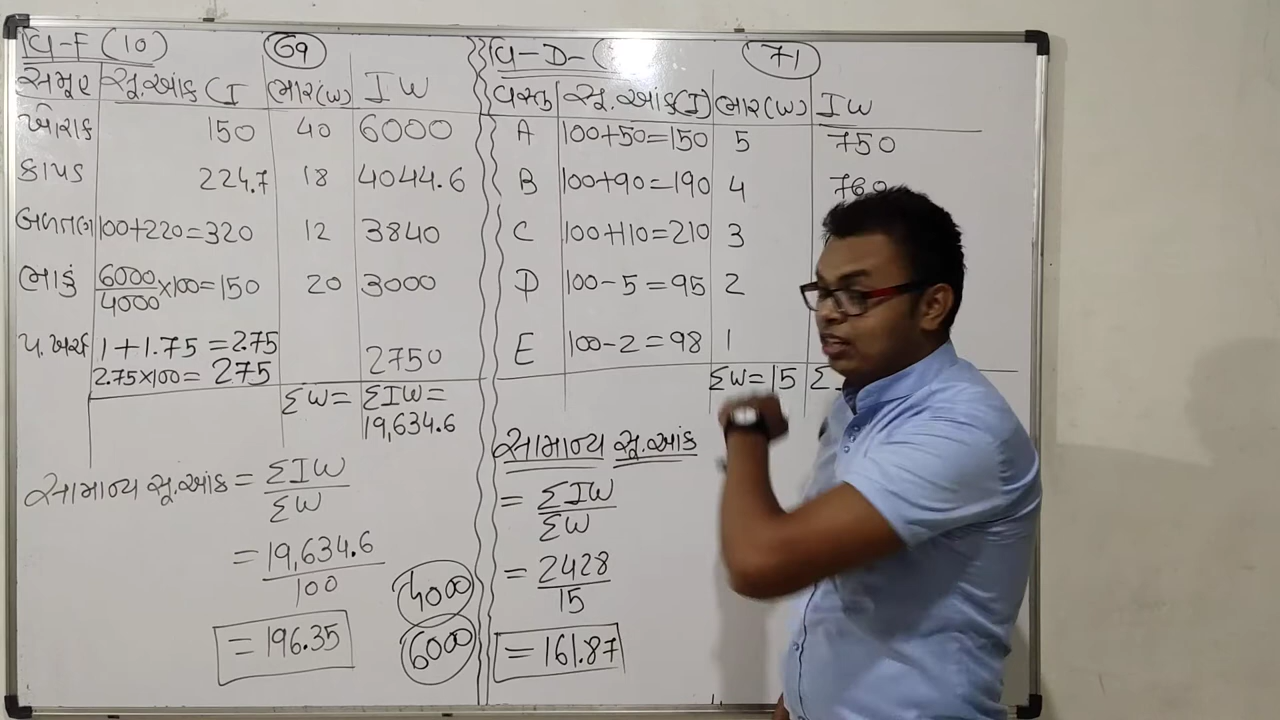 વિ-F (10) 69
સમૂહ સૂ.આંક (I ભાર(W) IW
ખોરાક 150 40 6000
કાપડ 224.7 18 4044.6
બળતણ 100+220=320 12 3840
ભાડું 6000/4000 ×100=150 20 3000
પ.ખર્ચ 1+1.75=2.75 2750
2.75×100= 275
ΣW= ΣIW=
19,634.6
સામાન્ય સૂ.આંક = ΣIW/ΣW
= 19,634.6/100
= 196.35
4000
6000
વિ-D-( 71
વસ્તુ સૂ.આંક(I) ભાર(W) IW
A 100+50=150 5 750
B 100+90=190 4 760
C 100+110=210 3
D 100-5=95 2
E 100-2=98 1
ΣW=15 Σ
સામાન્ય સૂ.આંક
= ΣIW/ΣW
= 2428/15
= 161.87